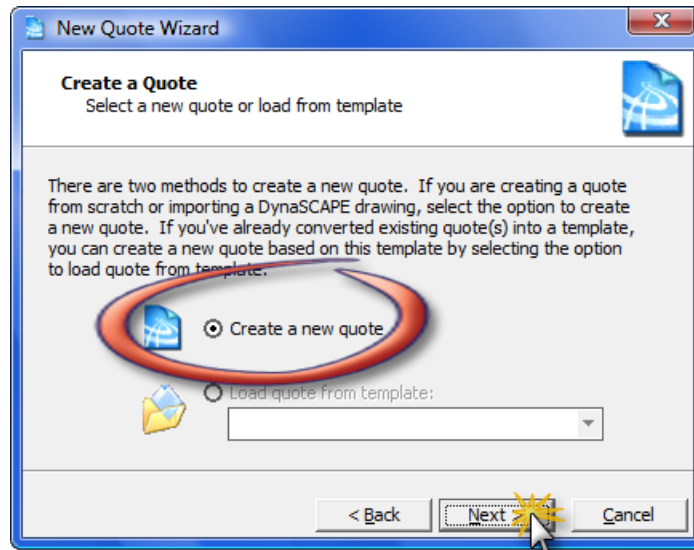 New Quote Wizard
Create a Quote
Select a new quote or load from template
There are two methods to create a new quote. If you are creating a quote
from scratch or importing a DynaSCAPE drawing, select the option to create
a new quote. If you've already converted existing quote(s) into a template,
you can create a new quote based on this template by selecting the option
to load quote from template.
Create a new quote
Load quote from template:
< Back
Next >
Cancel